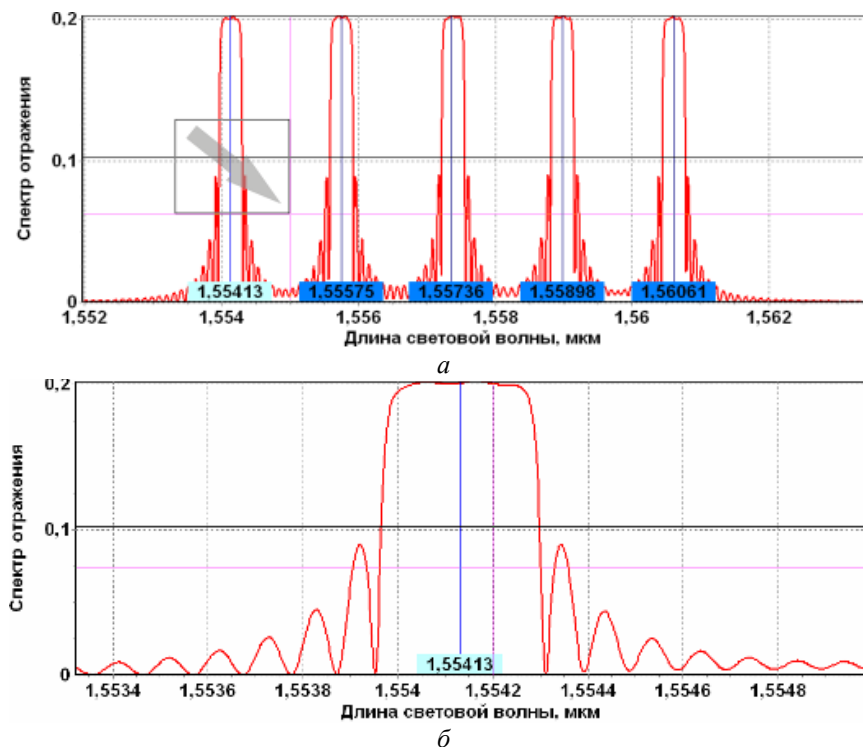 Спектр отражения
0,2
0,1
0
1.55413 1.55575 1.55736 1.55898 1.56061
1,552 1,554 1,556 1,558 1,56 1,562
Длина световой волны, мкм
а
Спектр отражения
0,2
0,1
0
1,55413
1,5534 1,5536 1,5538 1,554 1,5542 1,5544 1,5546 1,5548
Длина световой волны, мкм
б